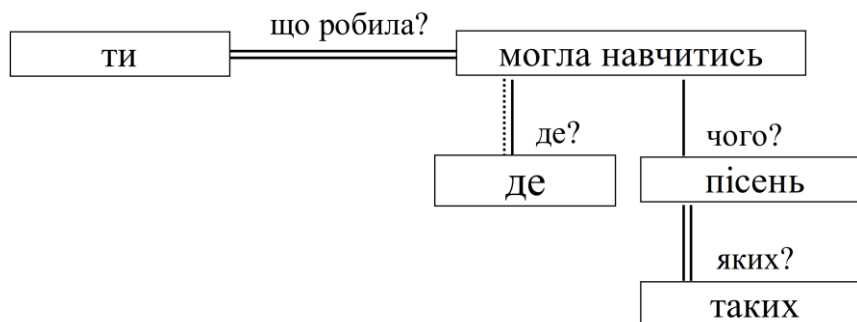 що робила?
ти
могла навчитись
де?
чого?
де
пісень
яких?
таких